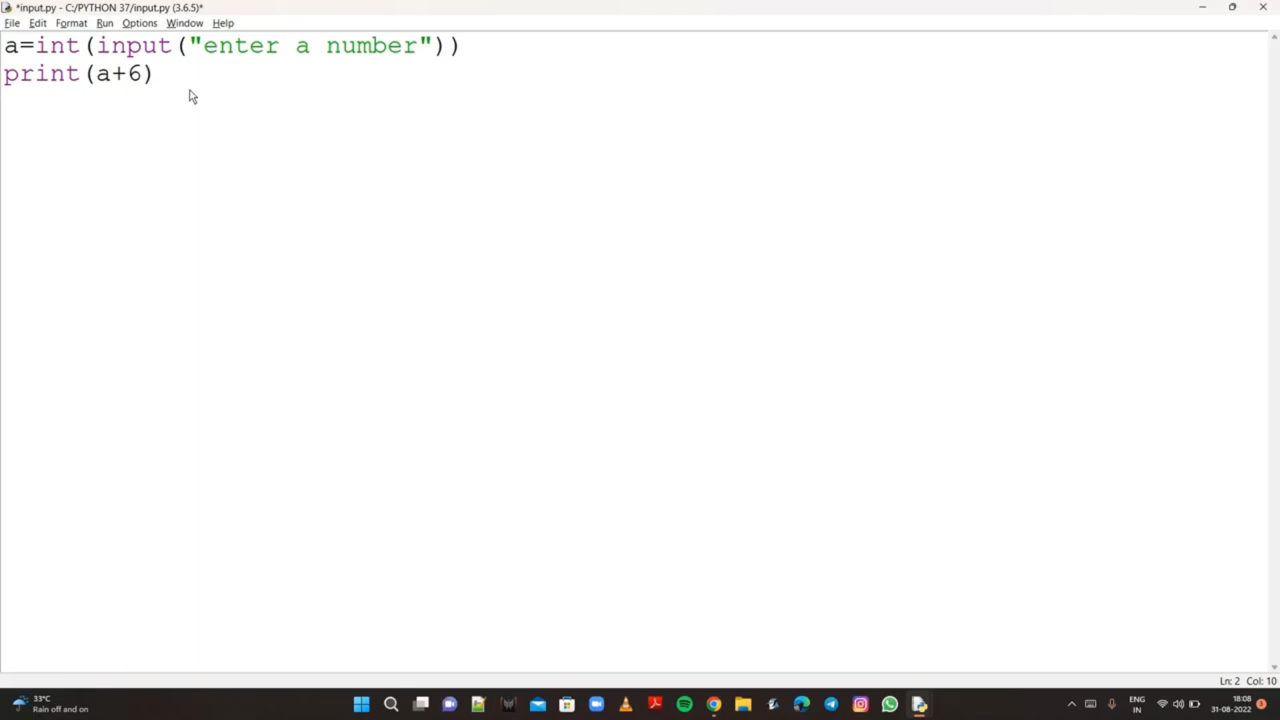 *input.py - C:/PYTHON 37/input.py (3.6.5)*
File Edit Format Run Options Window Help
a=int(input("enter a number"))
print(a+6)
Ln: 2 Col: 10
33°C
Rain off and on
ENG
IN
18:08
31-08-2022